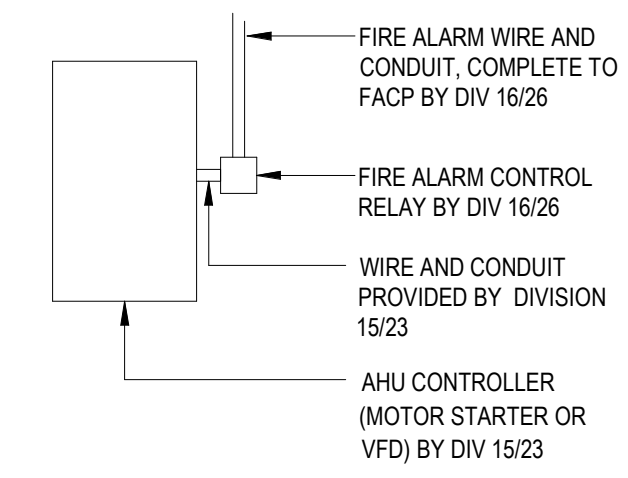 FIRE ALARM WIRE AND
CONDUIT, COMPLETE TO
FACP BY DIV 16/26
FIRE ALARM CONTROL
RELAY BY DIV 16/26
WIRE AND CONDUIT
PROVIDED BY DIVISION
15/23
AHU CONTROLLER
(MOTOR STARTER OR
VFD) BY DIV 15/23